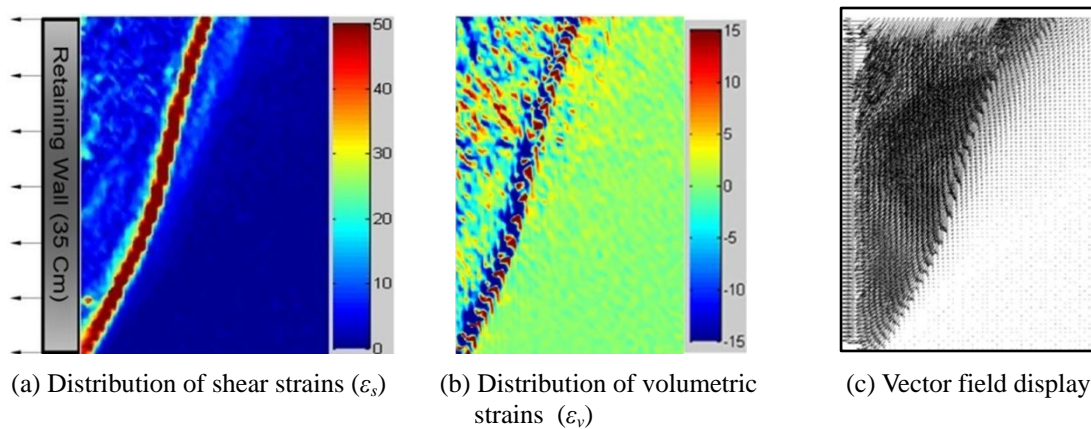 Retaining Wall (35 Cm)
50
40
30
20
10
0
15
10
5
-5
-0
-5
-10
-15
(a) Distribution of shear strains (εs)
(b) Distribution of volumetric
strains (εv)
(c) Vector field display